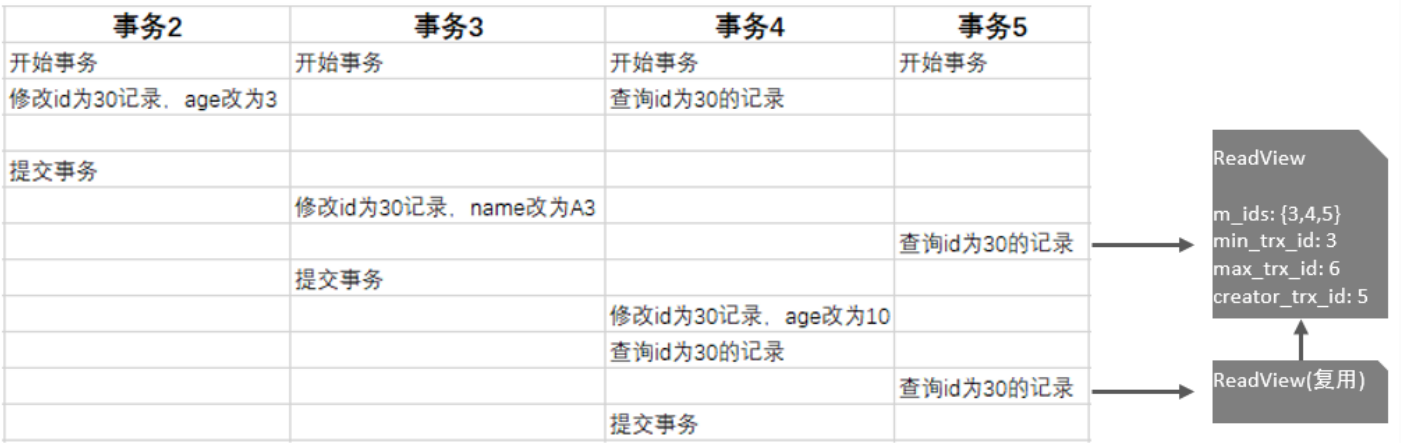 事务2 事务3 事务4 事务5
开始事务 开始事务 开始事务 开始事务
修改id为30记录，age改为3 查询id为30的记录
提交事务
修改id为30记录，name改为A3
查询id为30的记录
提交事务
修改id为30记录，age改为10
查询id为30的记录
查询id为30的记录
提交事务
ReadView
m_ids: {3,4,5}
min_trx_id: 3
max_trx_id: 6
creator_trx_id: 5
ReadView(复用)